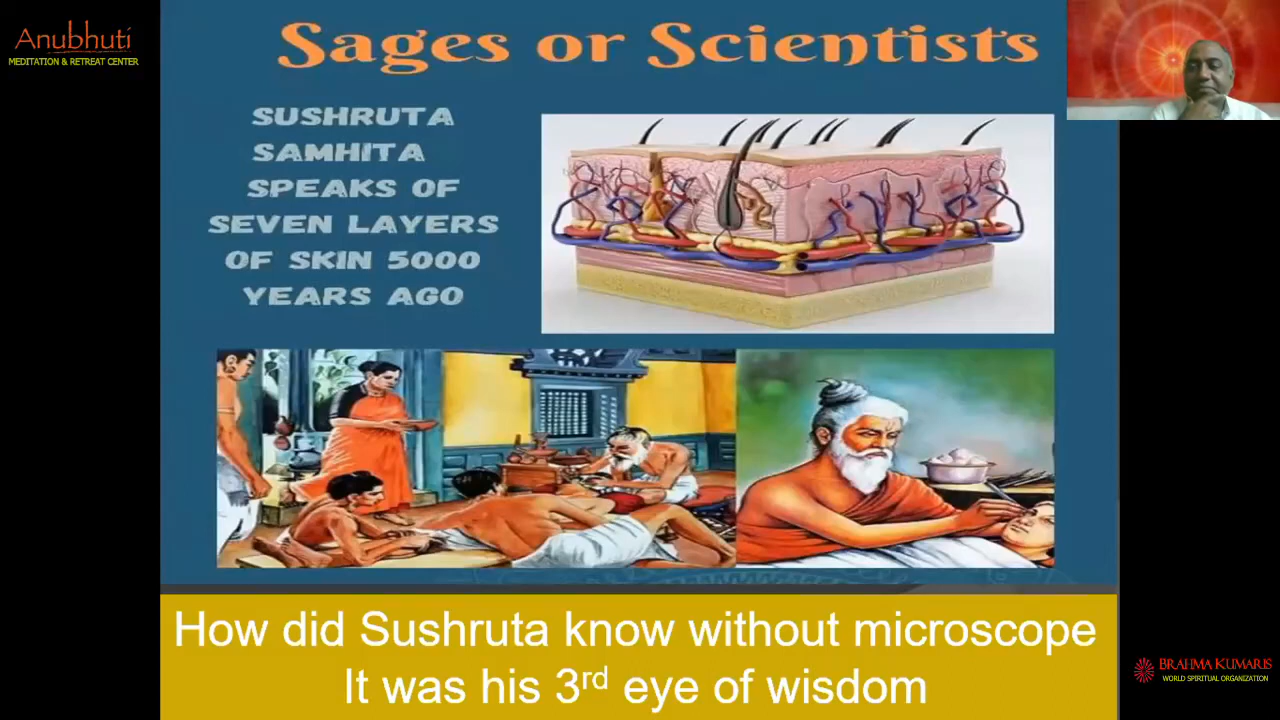 Anubhuti
MEDITATION & RETREAT CENTER
Sages or Scientists
SUSHRUTA
SAMHITA
SPEAKS OF
SEVEN LAYERS
OF SKIN 5000
YEARS AGO
How did Sushruta know without microscope
It was his 3rd eye of wisdom
BRAHMA KUMARIS
WORLD SPIRITUAL ORGANIZATION